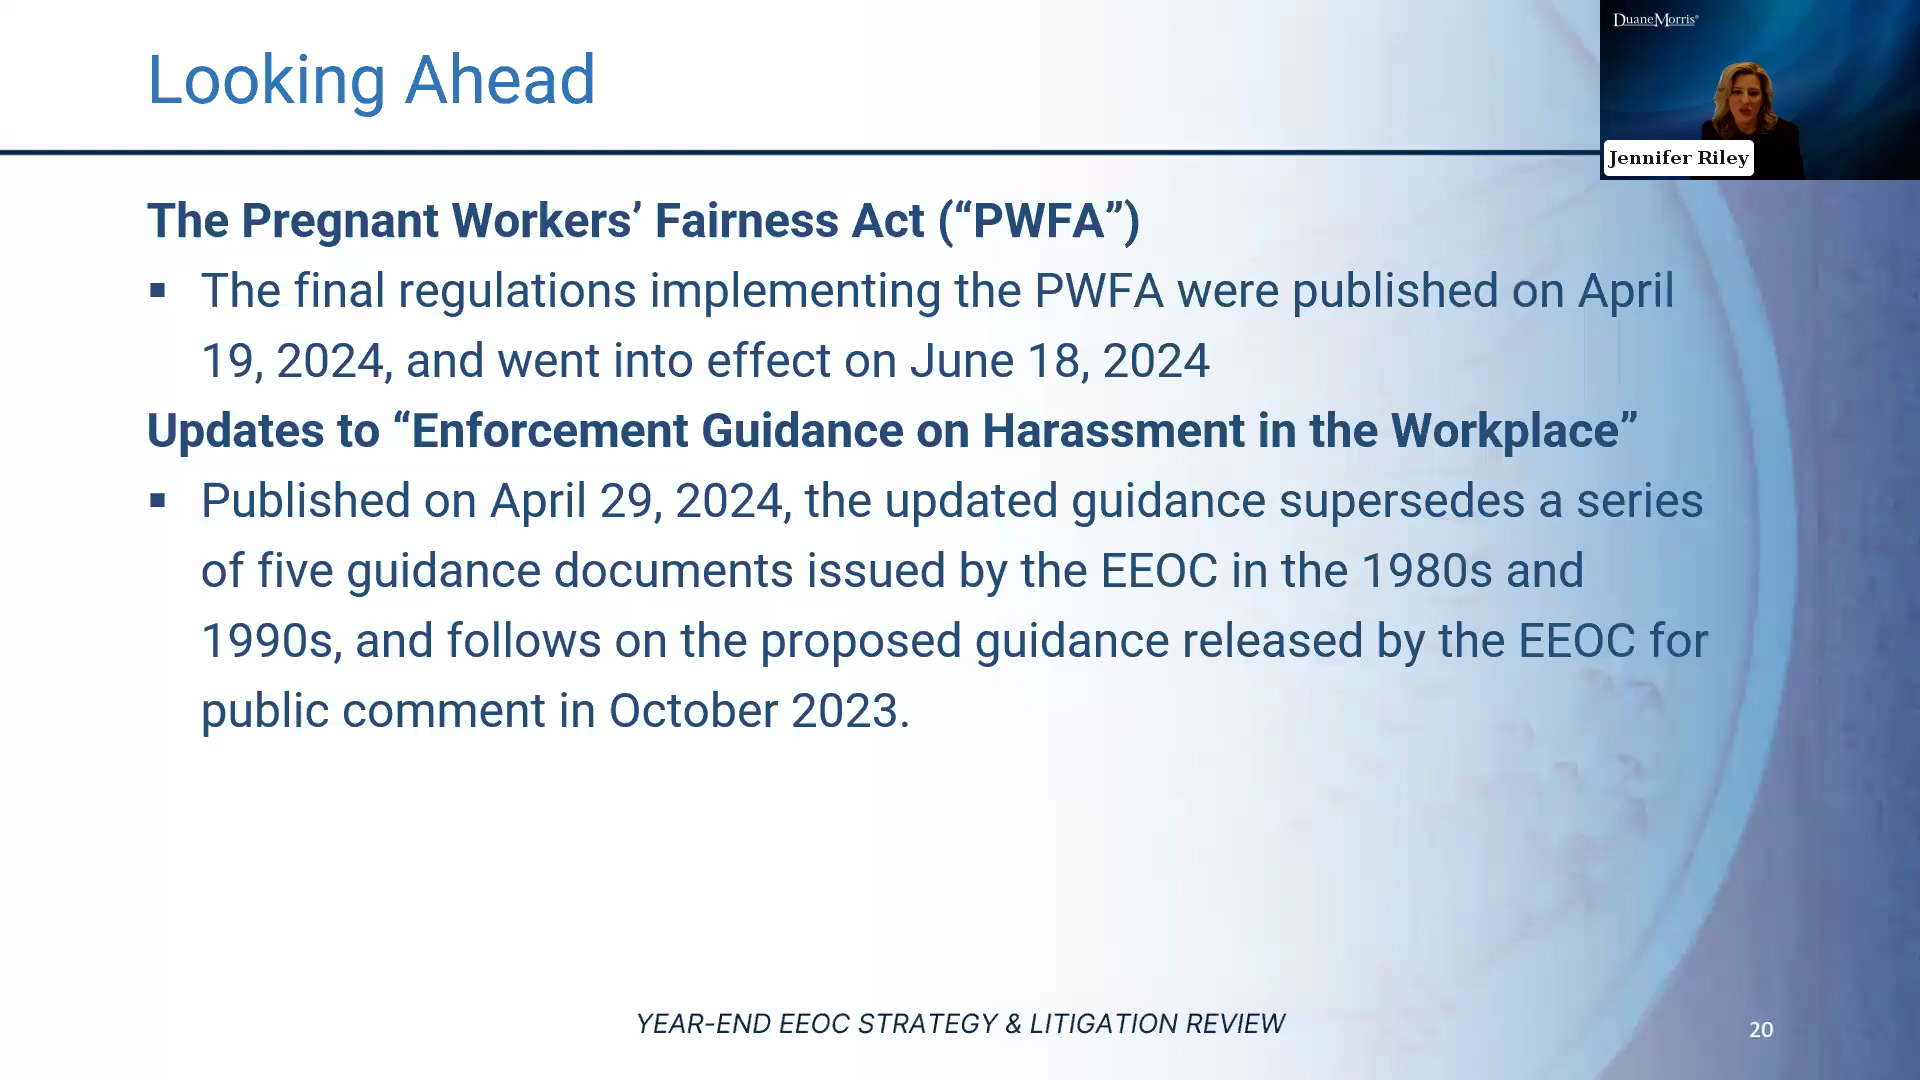 Looking Ahead
DuaneMorris®
Jennifer Riley
The Pregnant Workers’ Fairness Act (“PWFA”)
▪ The final regulations implementing the PWFA were published on April
19, 2024, and went into effect on June 18, 2024
Updates to “Enforcement Guidance on Harassment in the Workplace”
▪ Published on April 29, 2024, the updated guidance supersedes a series
of five guidance documents issued by the EEOC in the 1980s and
1990s, and follows on the proposed guidance released by the EEOC for
public comment in October 2023.
YEAR-END EEOC STRATEGY & LITIGATION REVIEW
20